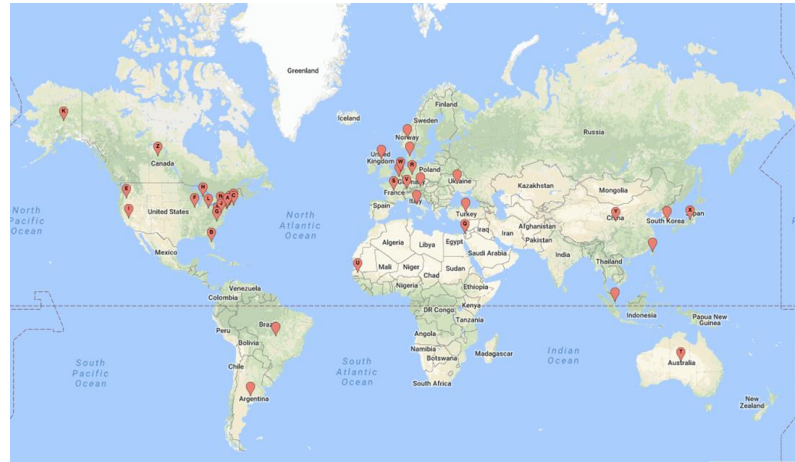 Greenland
Iceland
Finland
Sweden
Norway
Russia
Canada
United
Kingdom
Poland
Ukraine
France
Kazakhstan
Mongolia
Italy
Spain
Turkey
North
Pacific
Ocean
United States
North
Atlantic
Ocean
China
South Korea
Iraq
Iran
Afghanistan
Pakistan
Algeria
Libya
Egypt
Saudi Arabia
India
Mexico
Mali
Niger
Chad
Sudan
Thailand
Nigeria
Ethiopia
Venezuela
Colombia
DR Congo
Kenya
Tanzania
Indonesia
Papua New
Guinea
Peru
Bolivia
Angola
Namibia
Botswana
Madagascar
South
Pacific
Ocean
South
Atlantic
Ocean
Indian
Ocean
Chile
Australia
South Africa
Argentina
New
Zealand
K
Z
E
I
F
H
L
N
A
C
G
B
U
W
R
V
S
Q
Y
X
T